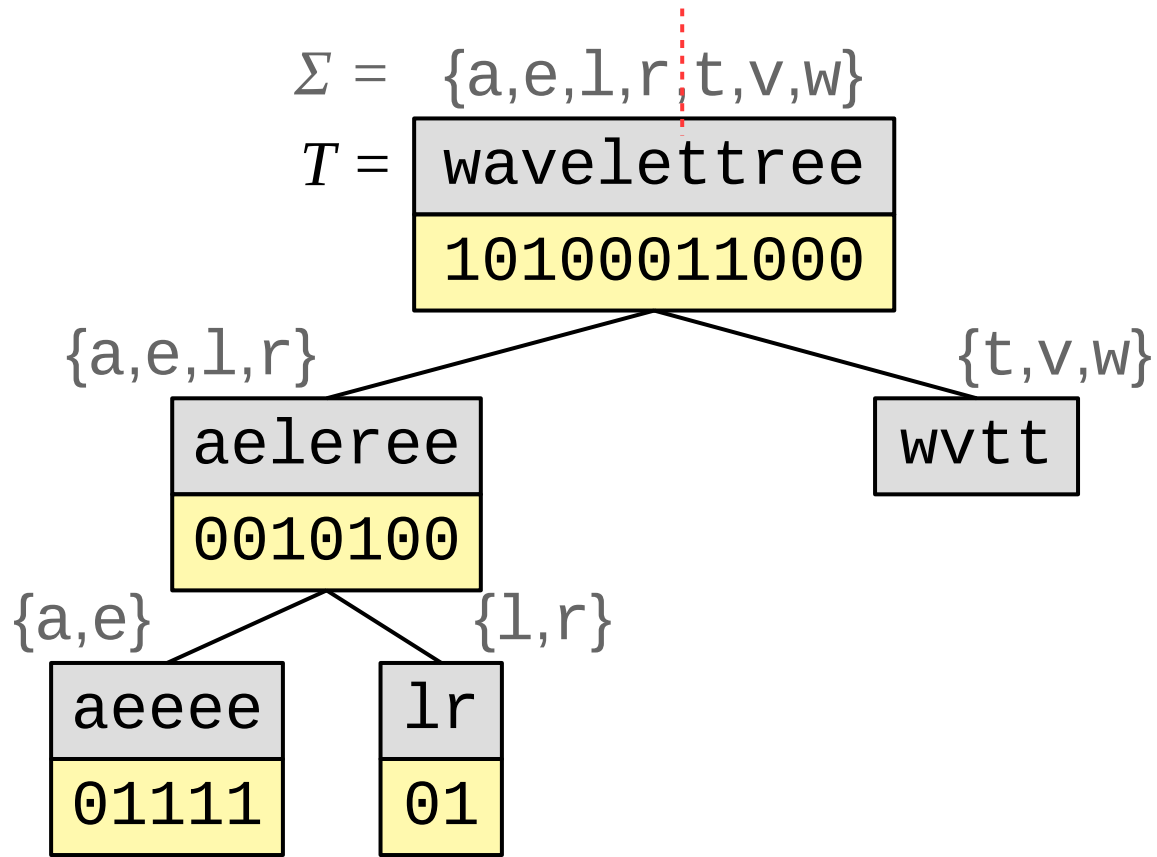 Σ = {a,e,l,r,t,v,w}
T = wavelettree
10100011000
{a,e,l,r}
{t,v,w}
aeleree
wvtt
0010100
{a,e}
{l,r}
aeeee
lr
01111
01